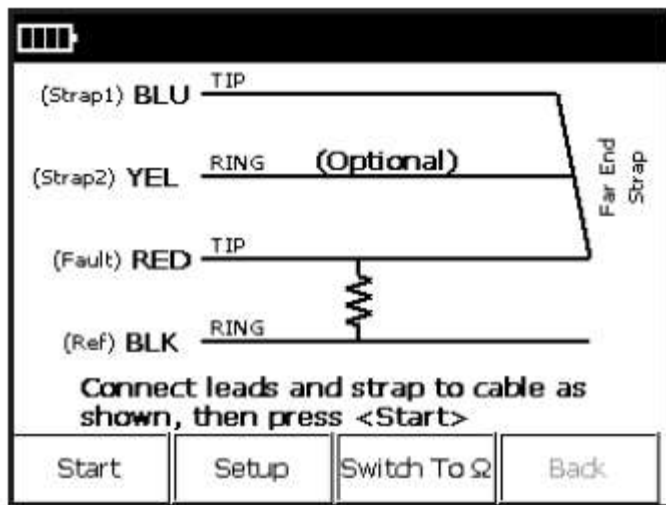 (Strap1) BLU TIP
(Strap2) YEL RING (Optional)
Far End
Strap
(Fault) RED TIP
(Ref) BLK RING
Connect leads and strap to cable as
shown, then press <Start>
Start Setup Switch To Ω Back